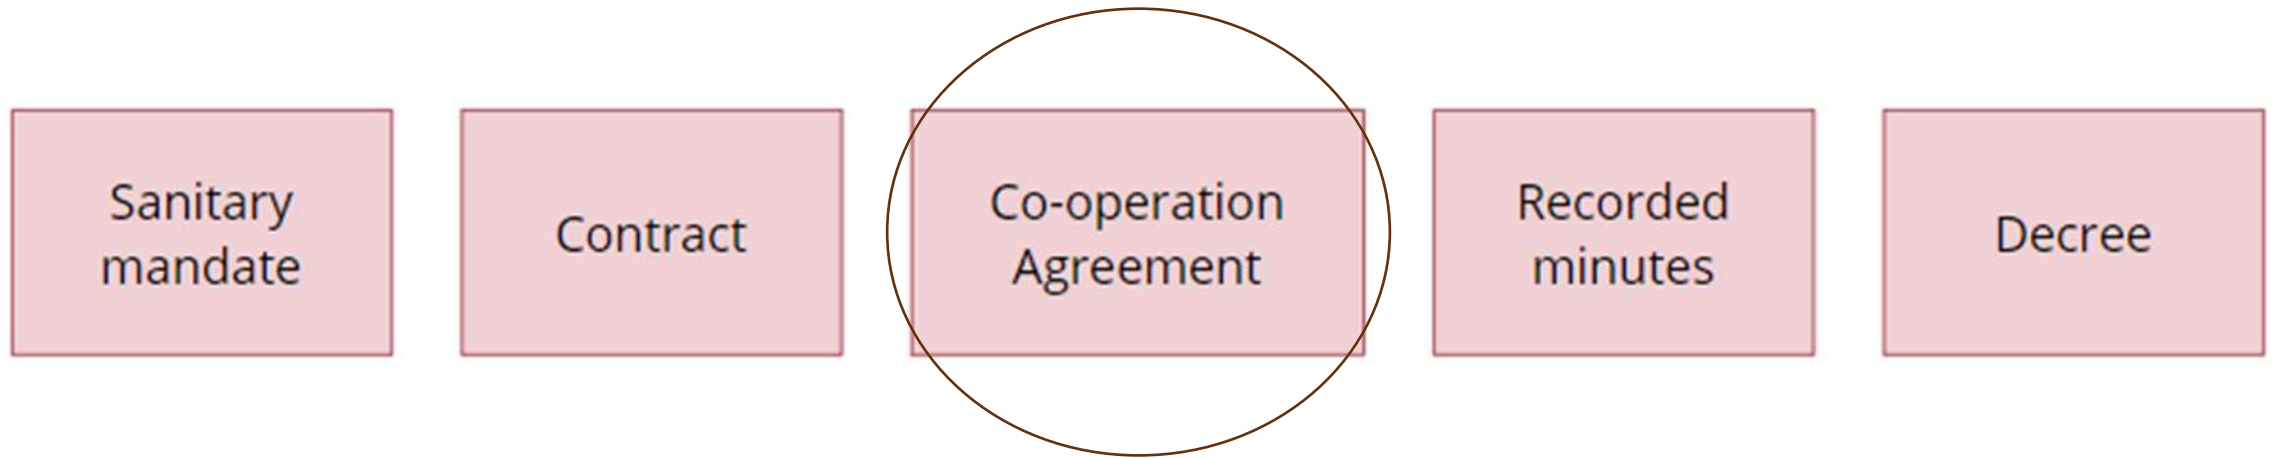 Sanitary
mandate
Contract
Co-operation
Agreement
Recorded
minutes
Decree